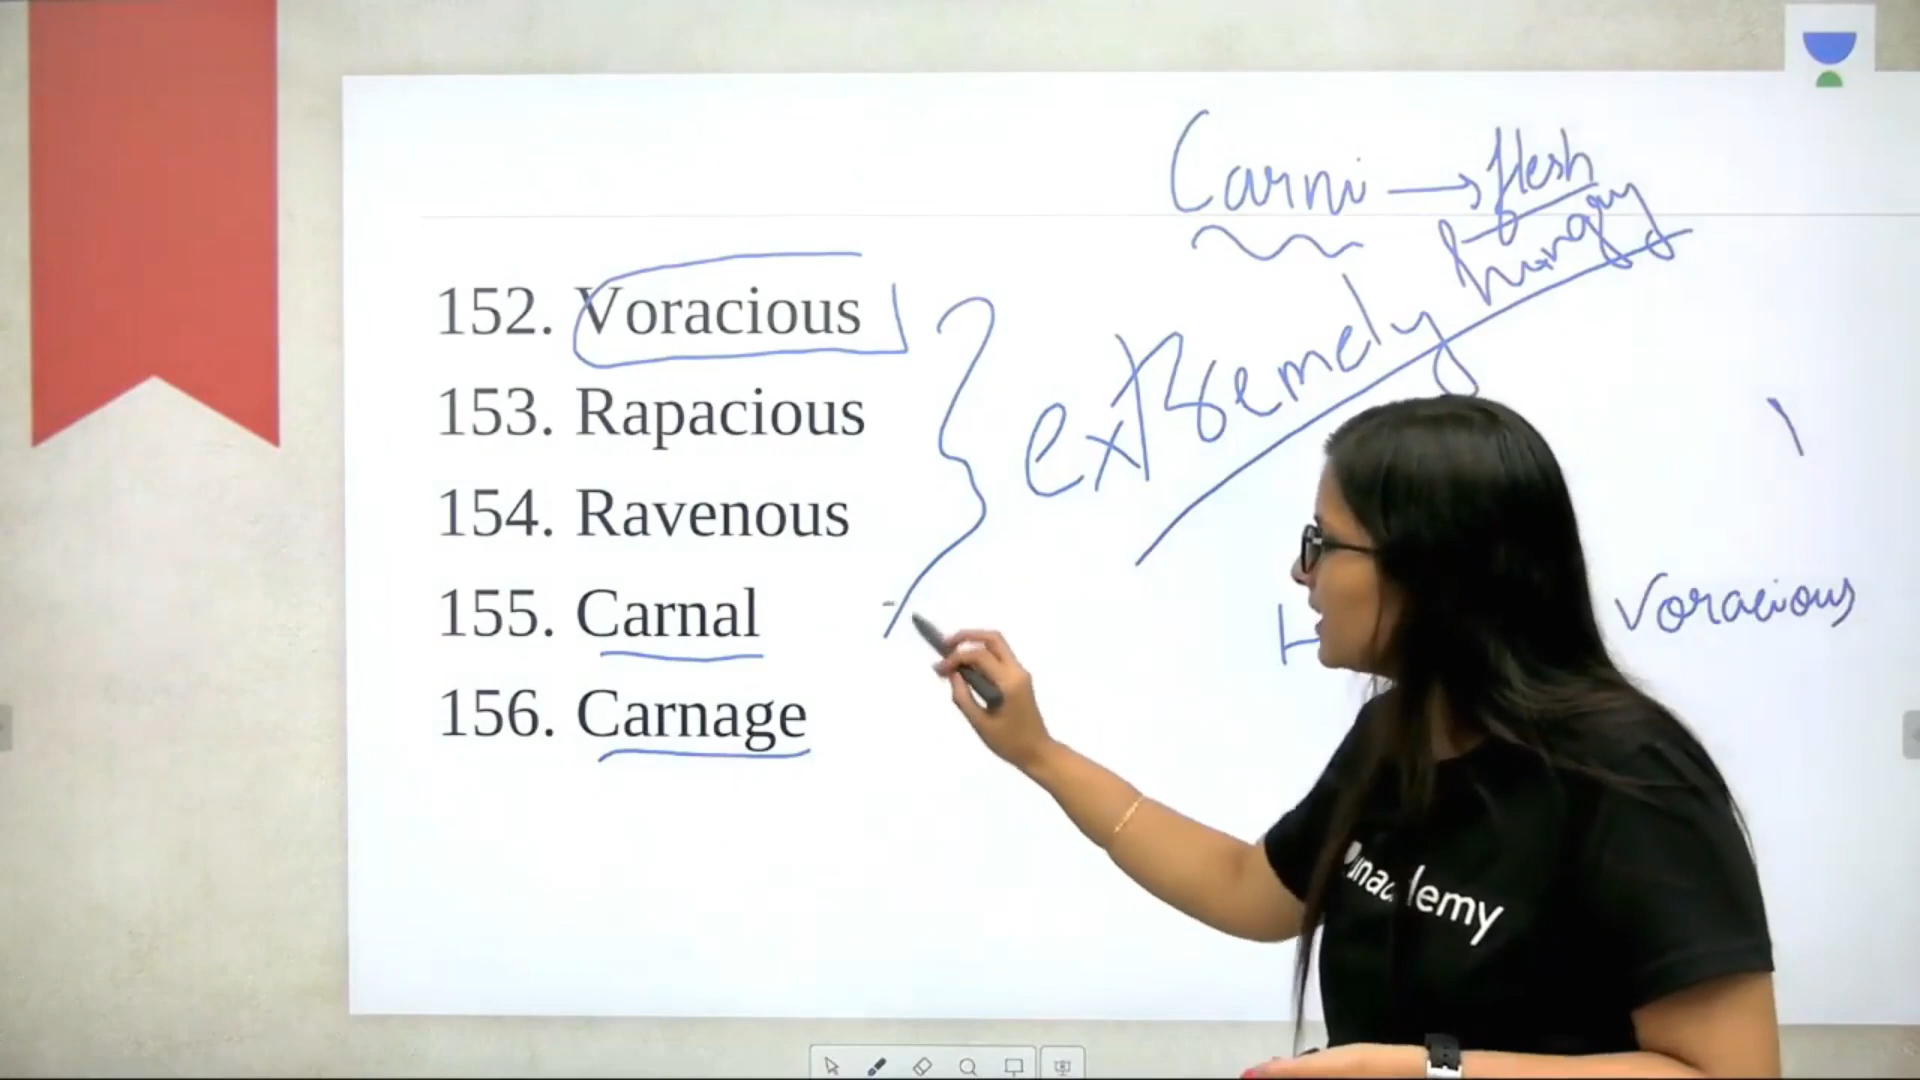 Carni → flesh
hungry
extremely
152. Voracious
153. Rapacious
154. Ravenous
155. Carnal
156. Carnage
Voracious
unacademy